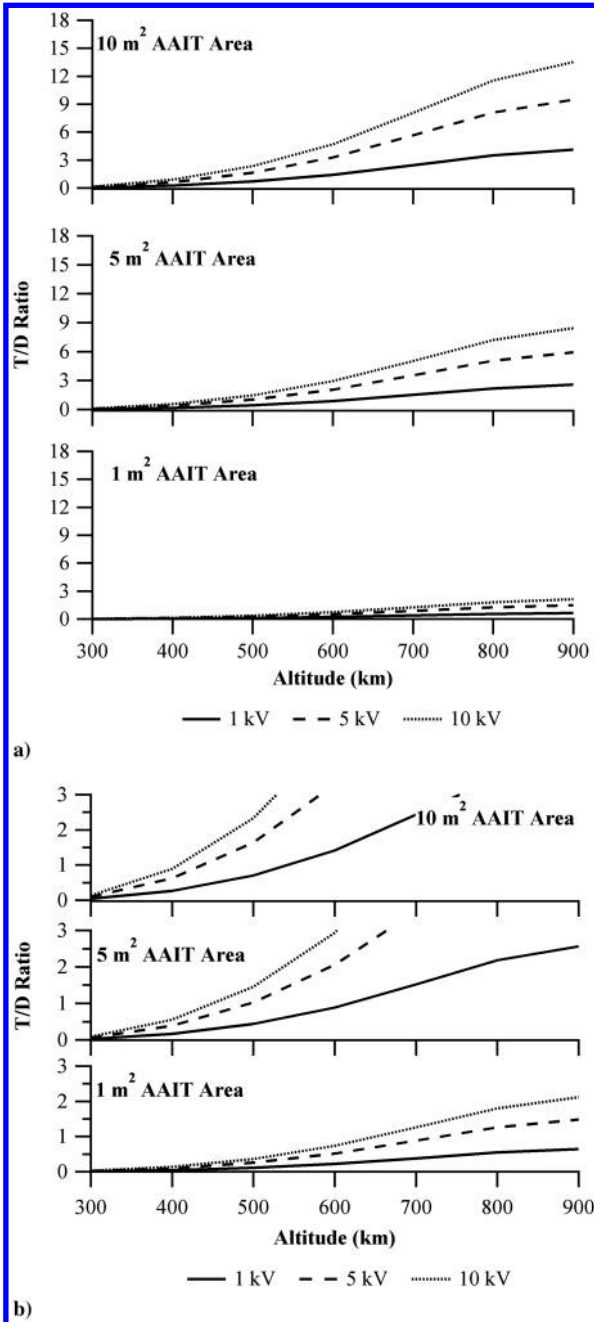 18
10 m² AAIT Area
15
12
9
6
3
0
18
5 m² AAIT Area
15
12
9
6
3
0
T/D Ratio
18
1 m² AAIT Area
15
12
9
6
3
0
300 400 500 600 700 800 900
Altitude (km)
1 kV 5 kV 10 kV
a)
3
2
10 m² AAIT Area
1
0
3
5 m² AAIT Area
2
1
0
T/D Ratio
3
1 m² AAIT Area
2
1
0
300 400 500 600 700 800 900
Altitude (km)
1 kV 5 kV 10 kV
b)